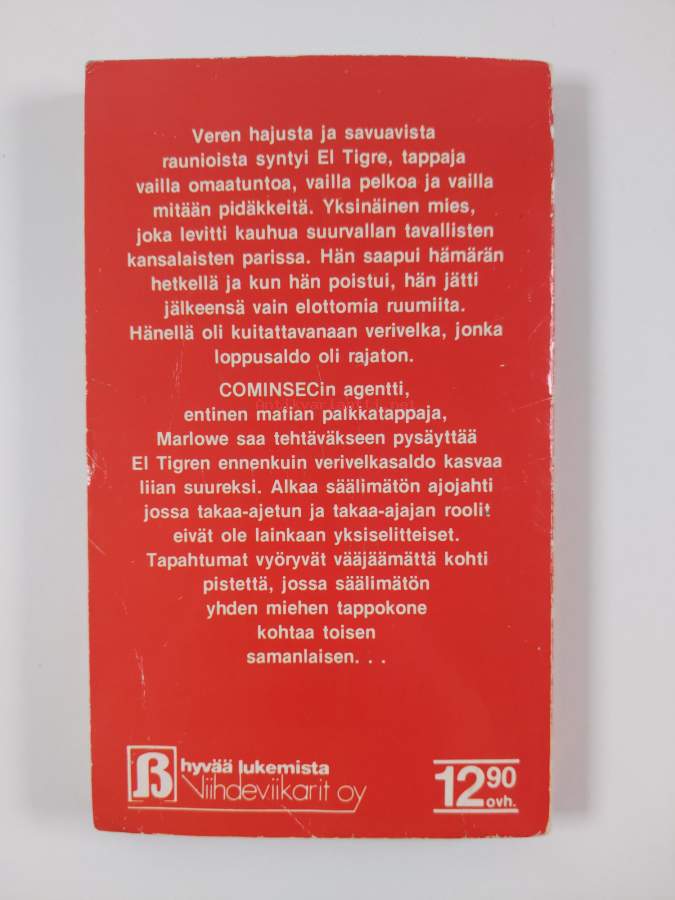 Veren hajusta ja savuavista
raunioista syntyi El Tigre, tappaja
vailla omaatuntoa, vailla pelkoa ja vailla
mitään pidäkkeitä. Yksinäinen mies,
joka levitti kauhua suurvallan tavallisten
kansalaisten parissa. Hän saapui hämärän
hetkellä ja kun hän poistui, hän jätti
jälkeensä vain elottomia ruumiita.
Hänellä oli kuitattavanaan verivelka, jonka
loppusaldo oli rajaton.
COMINSECin agentti,
antikvariaatti.net
entinen mafian palkkatappaja,
Marlowe saa tehtäväkseen pysäyttää
El Tigren ennenkuin verivelkasaldo kasvaa
liian suureksi. Alkaa säälimätön ajojahti
jossa takaa-ajetun ja takaa-ajajan roolit
eivät ole lainkaan yksiselitteiset.
Tapahtumat vyöryvät vääjäämättä kohti
pistettä, jossa säälimätön
yhden miehen tappokone
kohtaa toisen
samanlaisen. . .
hyvää lukemista
Viihdeviikarit oy
12 90
ovh.